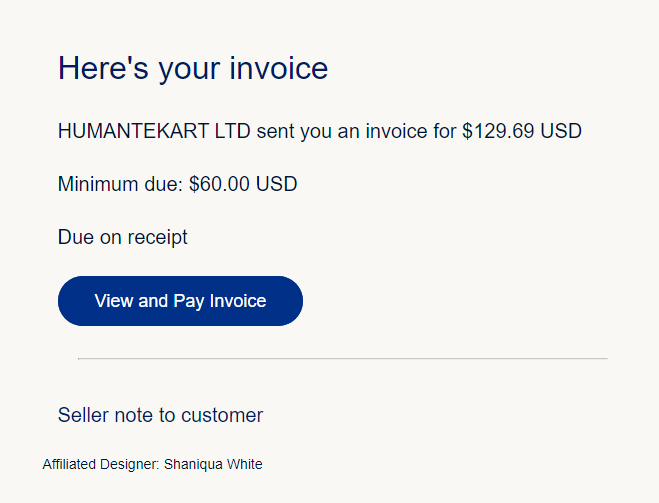 Here's your invoice
HUMANTEKART LTD sent you an invoice for $129.69 USD
Minimum due: $60.00 USD
Due on receipt
View and Pay Invoice
Seller note to customer
Affiliated Designer: Shaniqua White